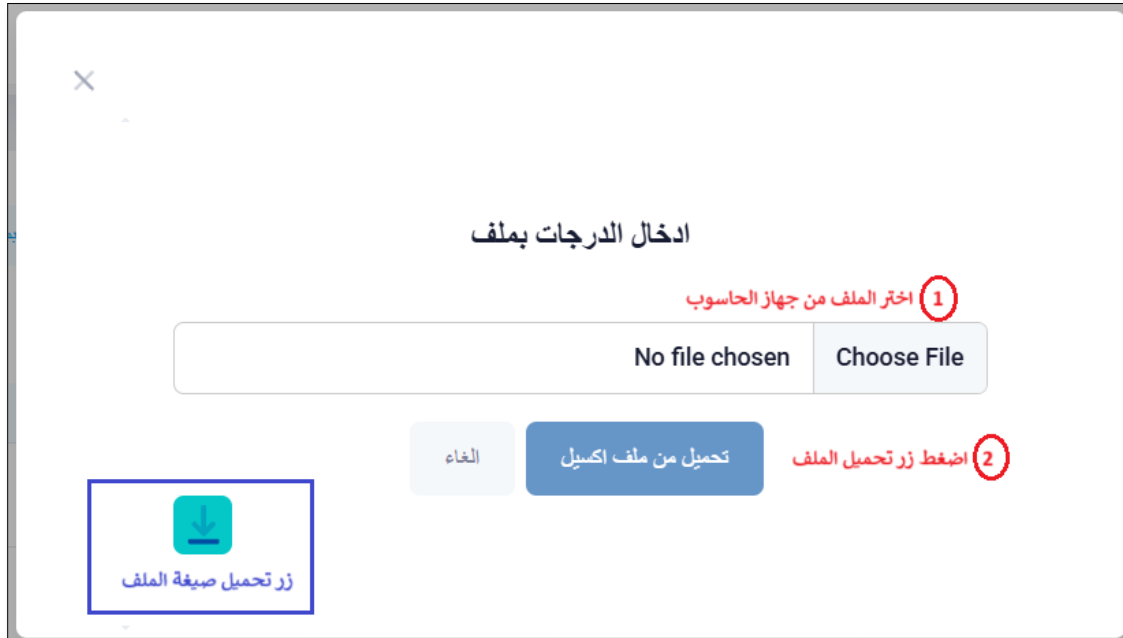 ادخال الدرجات بملف
1 اختر الملف من جهاز الحاسوب
Choose File No file chosen
2 اضغط زر تحميل الملف
تحميل من ملف اكسيل
الغاء
زر تحميل صيغة الملف